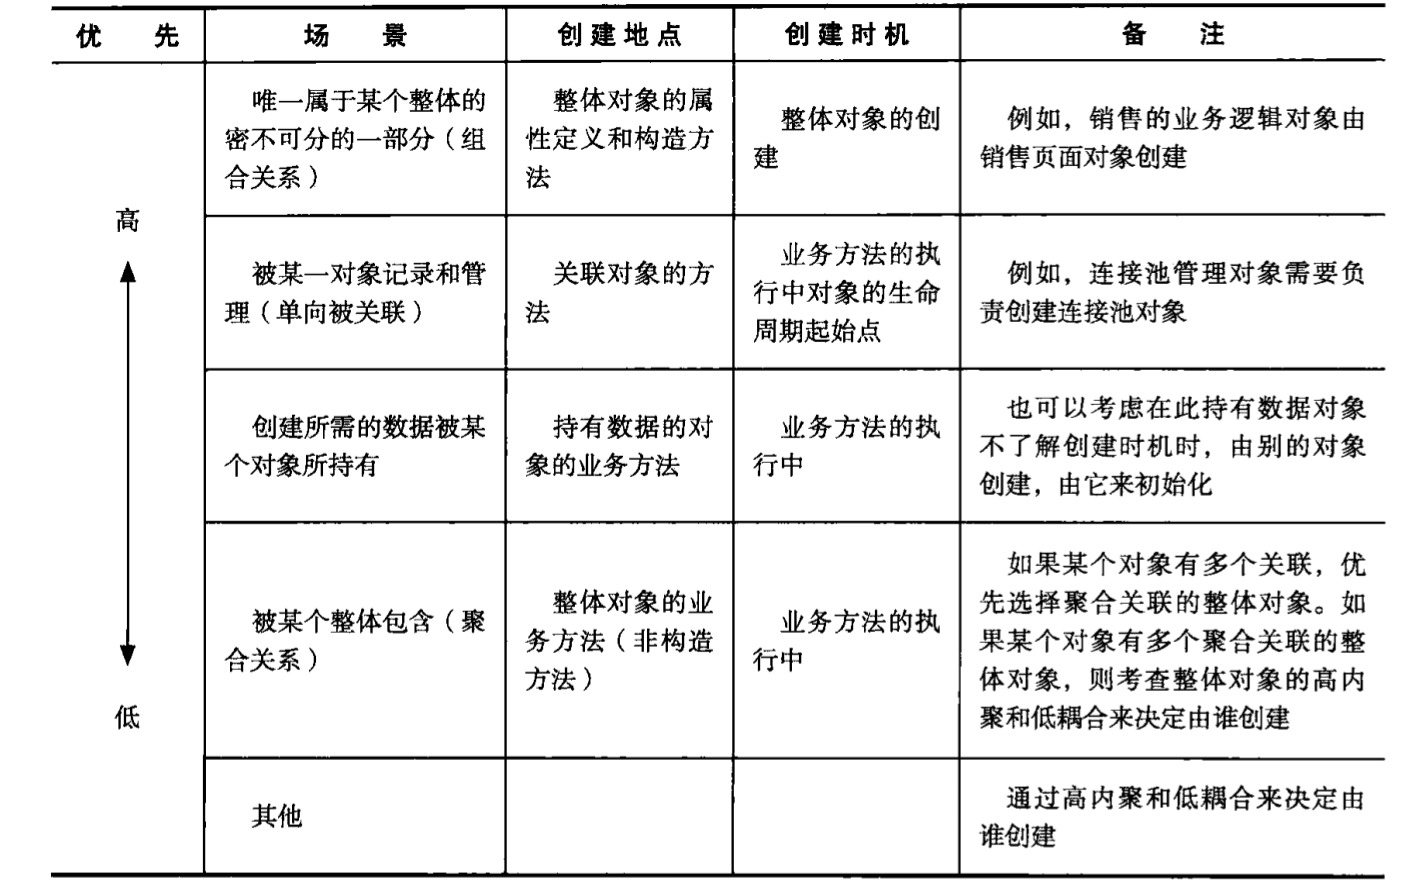 优先 场景 创建地点 创建时机 备注
高
低
唯一属于某个整体的
密不可分的一部分（组
合关系）
整体对象的属
性定义和构造方
法
整体对象的创
建
例如，销售的业务逻辑对象由
销售页面对象创建
被某一对象记录和管
理（单向被关联）
关联对象的方
法
业务方法的执
行中对象的生命
周期起始点
例如，连接池管理对象需要负
责创建连接池对象
创建所需的数据被某
个对象所持有
持有数据的对
象的业务方法
业务方法的执
行中
也可以考虑在此持有数据对象
不了解创建时机时，由别的对象
创建，由它来初始化
被某个整体包含（聚
合关系）
整体对象的业
务方法（非构造
方法）
业务方法的执
行中
如果某个对象有多个关联，优
先选择聚合关联的整体对象。如
果某个对象有多个聚合关联的整
体对象，则考查整体对象的高内
聚和低耦合来决定由谁创建
其他
通过高内聚和低耦合来决定由
谁创建